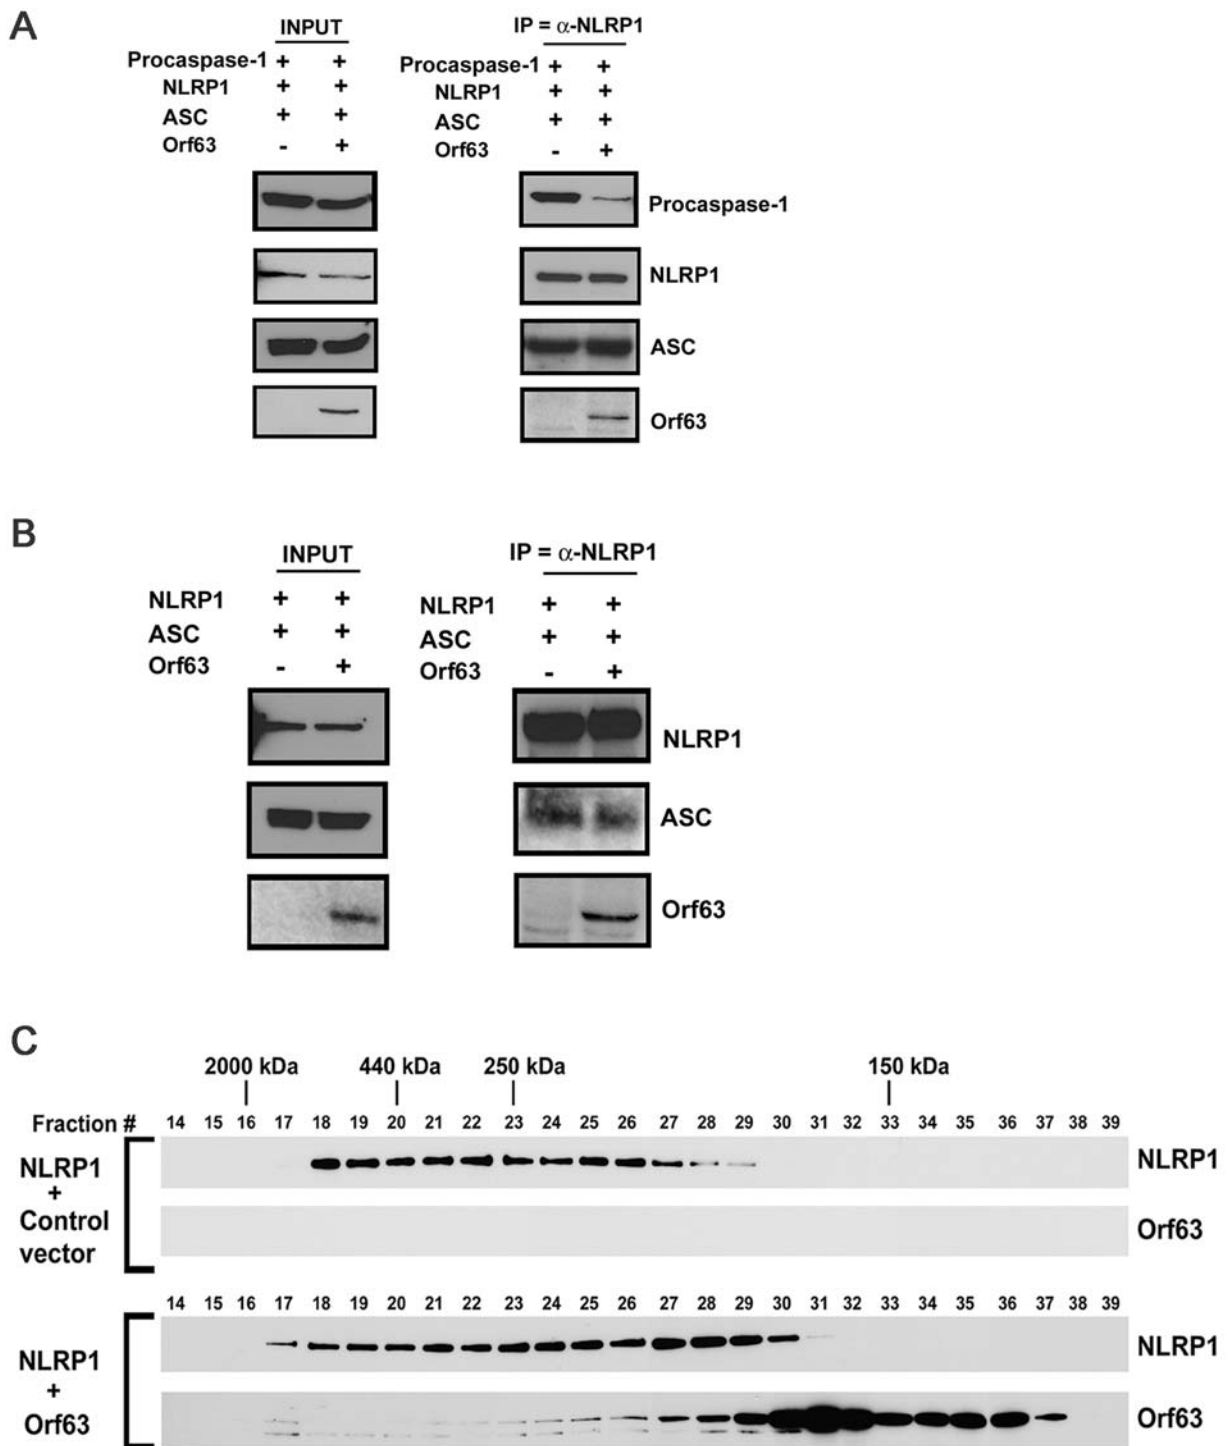 A
INPUT
Procaspase-1 + +
NLRP1 + +
ASC + +
Orf63 - +
IP = α-NLRP1
Procaspase-1 + +
NLRP1 + +
ASC + +
Orf63 - +
Procaspase-1
NLRP1
ASC
Orf63
B
INPUT
NLRP1 + +
ASC + +
Orf63 - +
IP = α-NLRP1
NLRP1 + +
ASC + +
Orf63 - +
NLRP1
ASC
Orf63
C
2000 kDa 440 kDa 250 kDa 150 kDa
Fraction # 14 15 16 17 18 19 20 21 22 23 24 25 26 27 28 29 30 31 32 33 34 35 36 37 38 39
NLRP1
+
Control
vector
NLRP1
Orf63
14 15 16 17 18 19 20 21 22 23 24 25 26 27 28 29 30 31 32 33 34 35 36 37 38 39
NLRP1
+
Orf63
NLRP1
Orf63